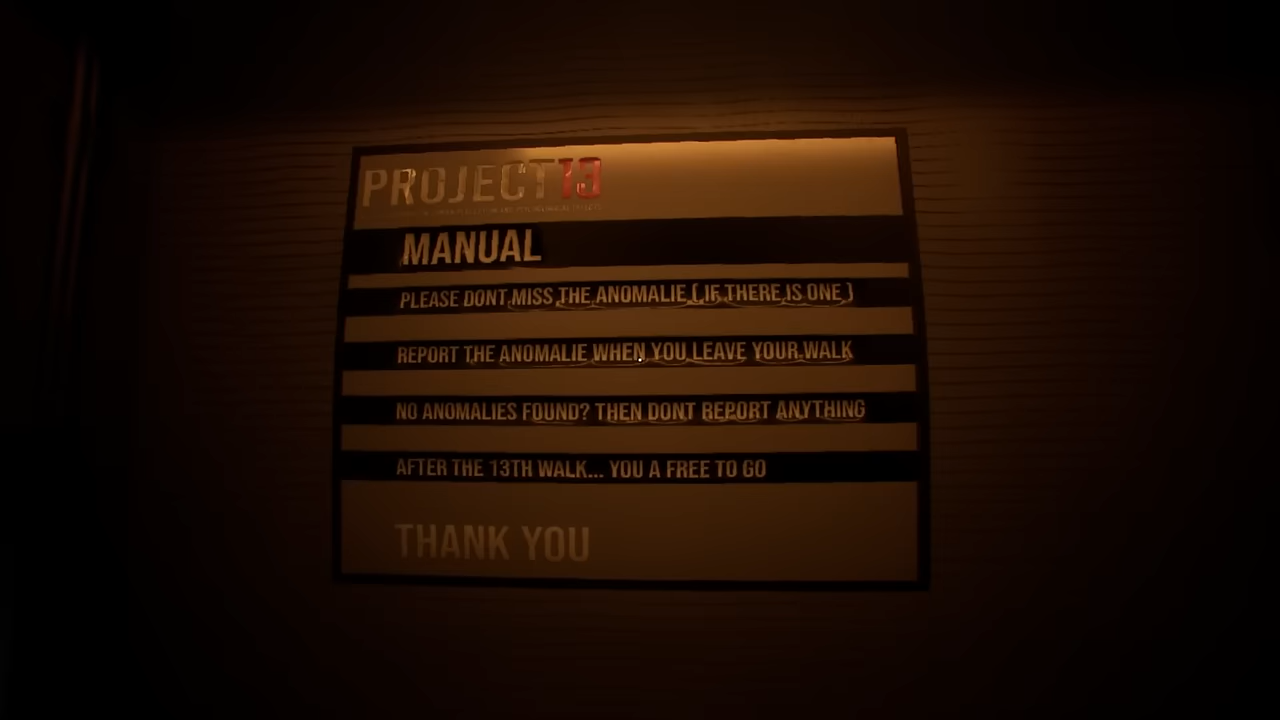 PROJECT13
MANUAL
PLEASE DONT MISS THE ANOMALIE ( IF THERE IS ONE )
REPORT THE ANOMALIE WHEN YOU LEAVE YOUR WALK
NO ANOMALIES FOUND? THEN DONT REPORT ANYTHING
AFTER THE 13TH WALK... YOU A FREE TO GO
THANK YOU